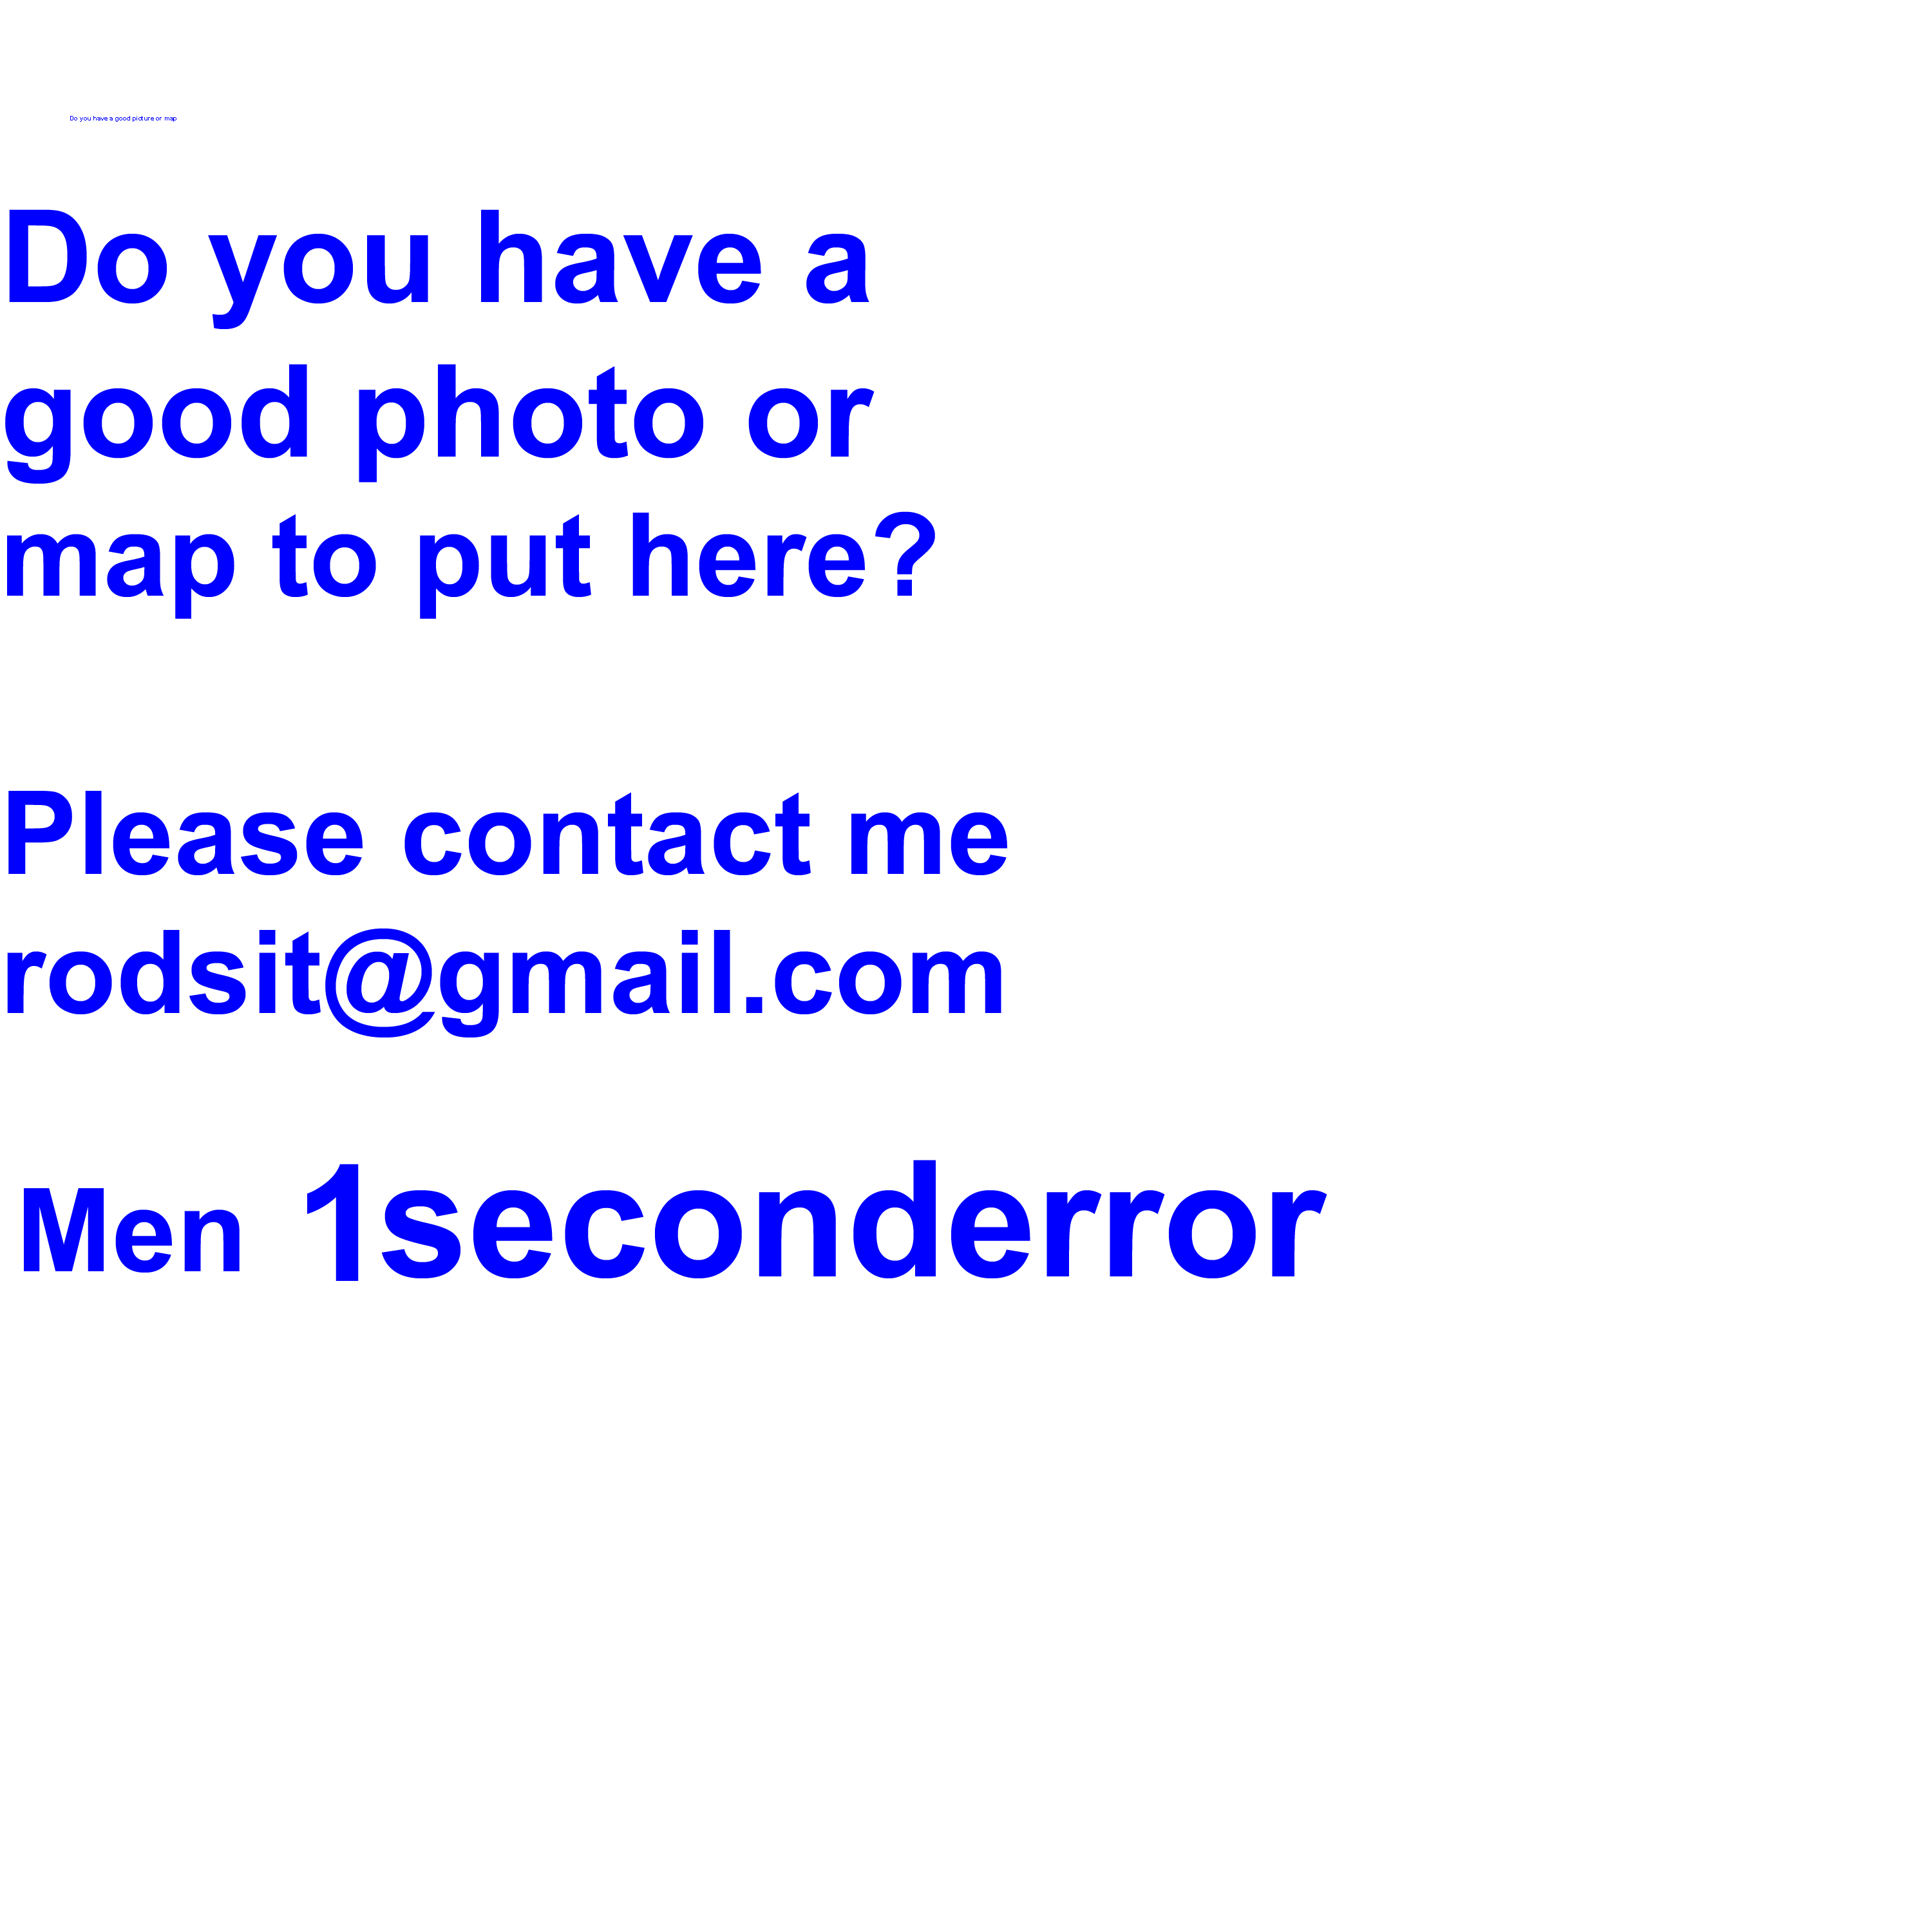 Do you have a good picture or map
Do you have a
good photo or
map to put here?
Please contact me
rodsit@gmail.com
Men 1seconderror